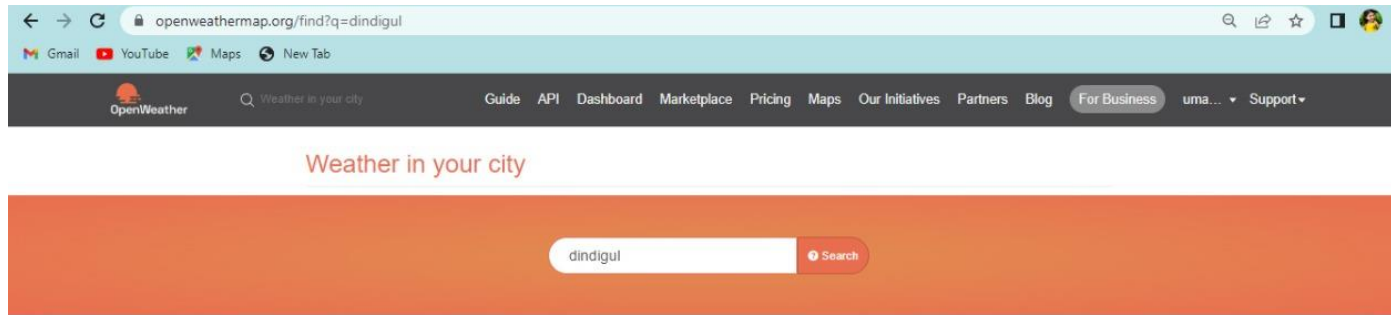 openweathermap.org/find?q=dindigul
Gmail YouTube Maps New Tab
OpenWeather Weather in your city Guide API Dashboard Marketplace Pricing Maps Our Initiatives Partners Blog For Business uma... Support
Weather in your city
dindigul Search